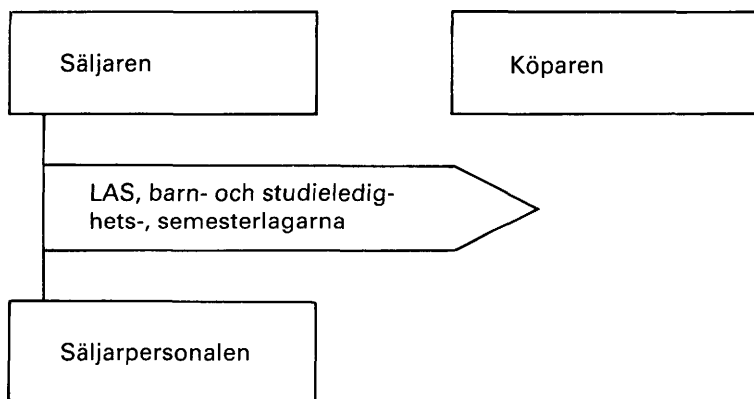 Säljaren
Köparen
LAS, barn- och studieledig-
hets-, semesterlagarna
Säljarpersonalen